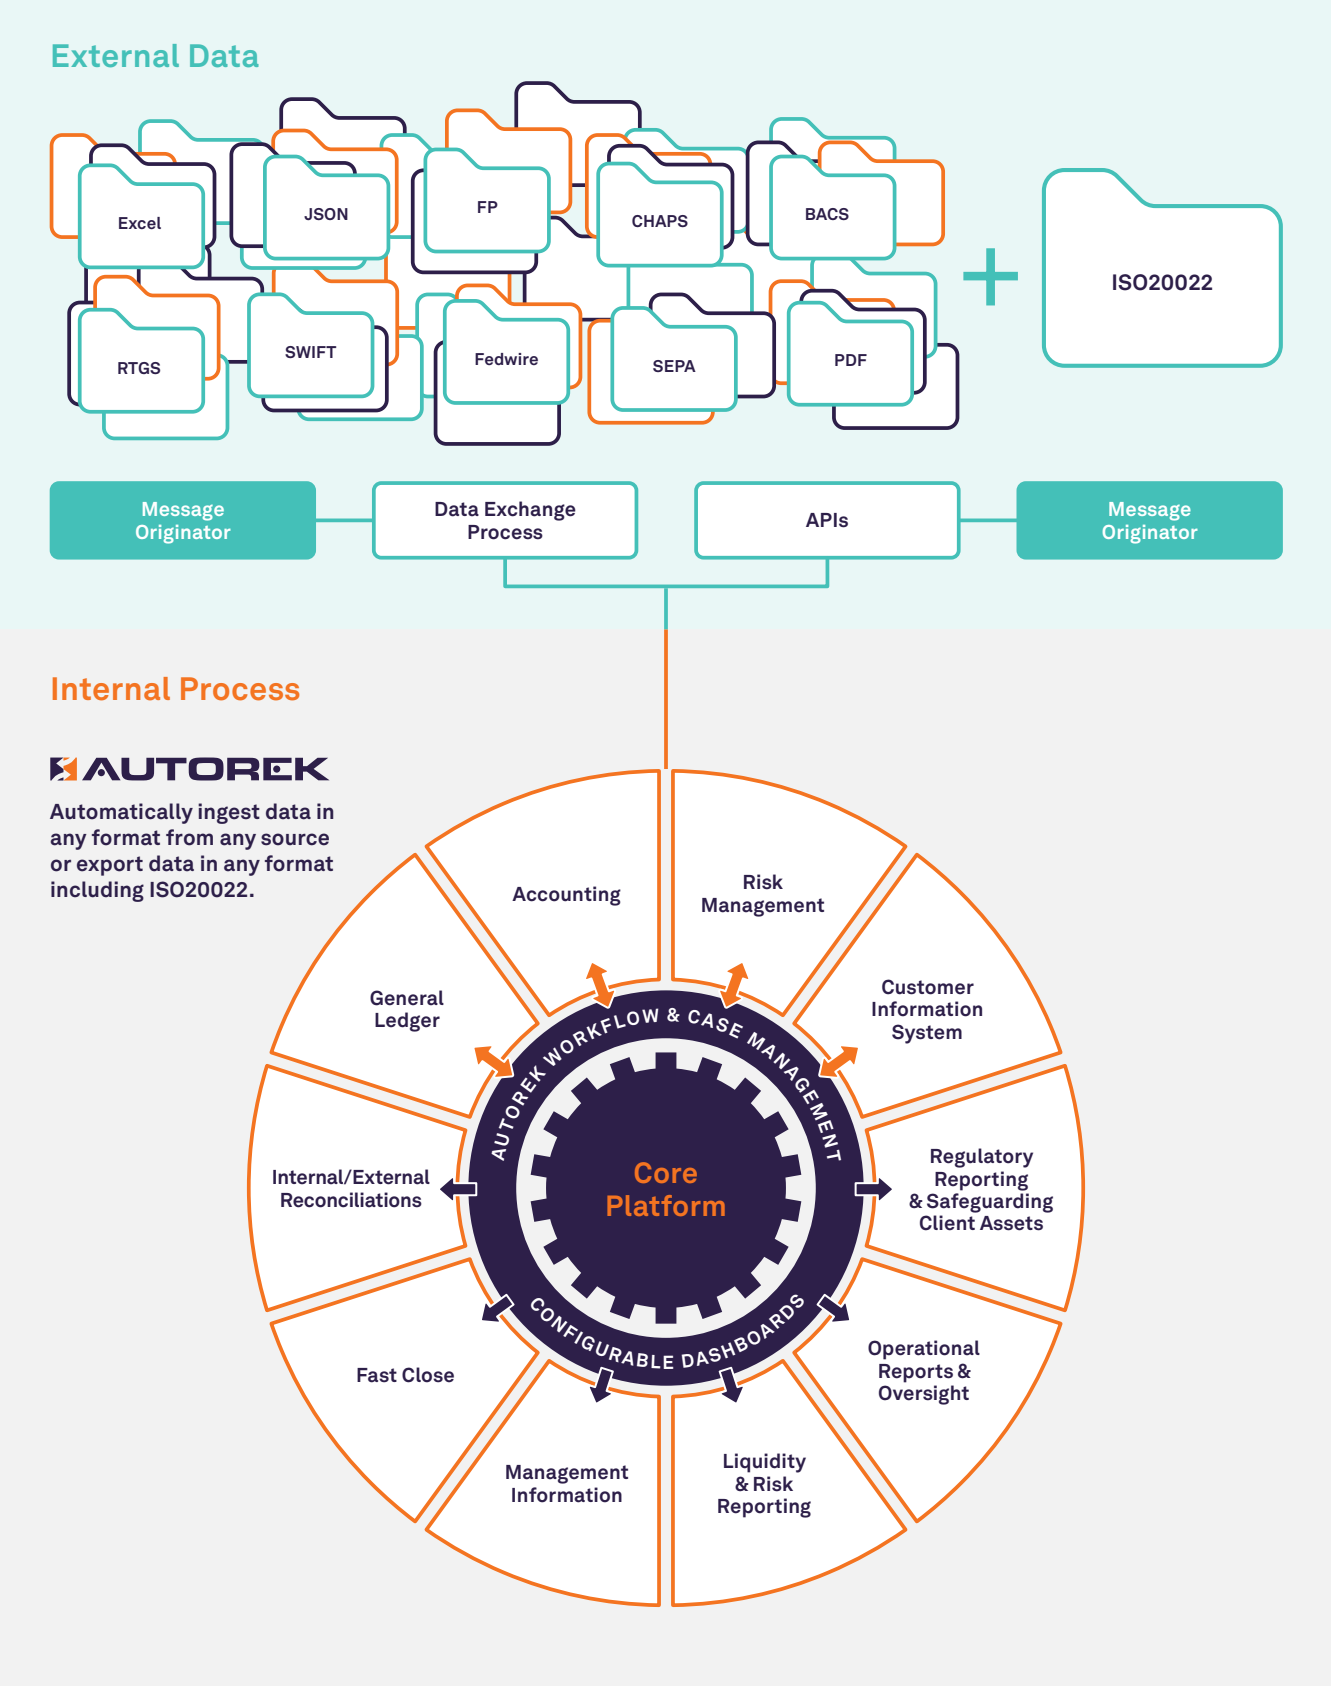 External Data
Excel
JSON
FP
CHAPS
BACS
RTGS
SWIFT
Fedwire
SEPA
PDF
ISO20022
Message
Originator
Data Exchange
Process
APIs
Message
Originator
Internal Process
AUTOREK
Automatically ingest data in
any format from any source
or export data in any format
including ISO20022.
Accounting
Risk
Management
General
Ledger
Customer
Information
System
AUTOREK WORKFLOW & CASE MANAGEMENT
Internal/External
Reconciliations
Core
Platform
Regulatory
Reporting
& Safeguarding
Client Assets
CONFIGURABLE DASHBOARDS
Fast Close
Operational
Reports &
Oversight
Management
Information
Liquidity
& Risk
Reporting